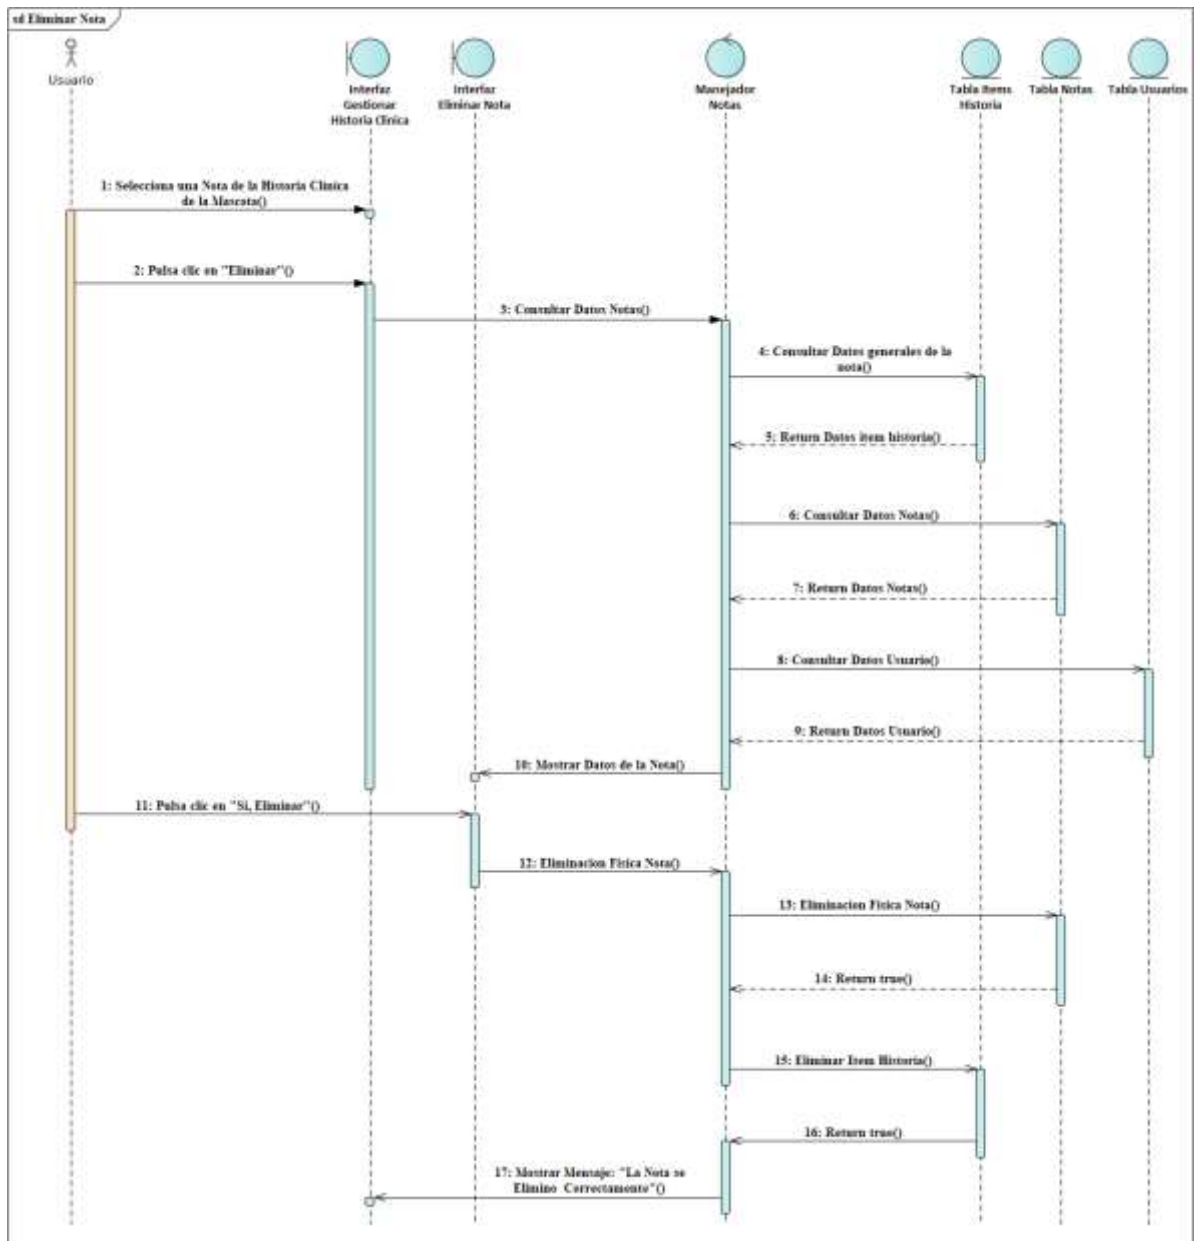 sd Eliminar Nota
Usuario
Interfaz
Gestionar
Historia Clinica
Interfaz
Eliminar Nota
Manejador
Notas
Tabla Items
Historia
Tabla Notas
Tabla Usuarios
1: Selecciona una Nota de la Historia Clinica
de la Mascota()
2: Pulsa clic en "Eliminar"()
3: Consultar Datos Notas()
4: Consultar Datos generales de la
nota()
5: Return Datos item historia()
6: Consultar Datos Notas()
7: Return Datos Notas()
8: Consultar Datos Usuario()
9: Return Datos Usuario()
10: Mostrar Datos de la Nota()
11: Pulsa clic en "Si, Eliminar"()
12: Eliminacion Fisica Nota()
13: Eliminacion Fisica Nota()
14: Return true()
15: Eliminar Item Historia()
16: Return true()
17: Mostrar Mensaje: "La Nota se
Elimino Correctamente"()